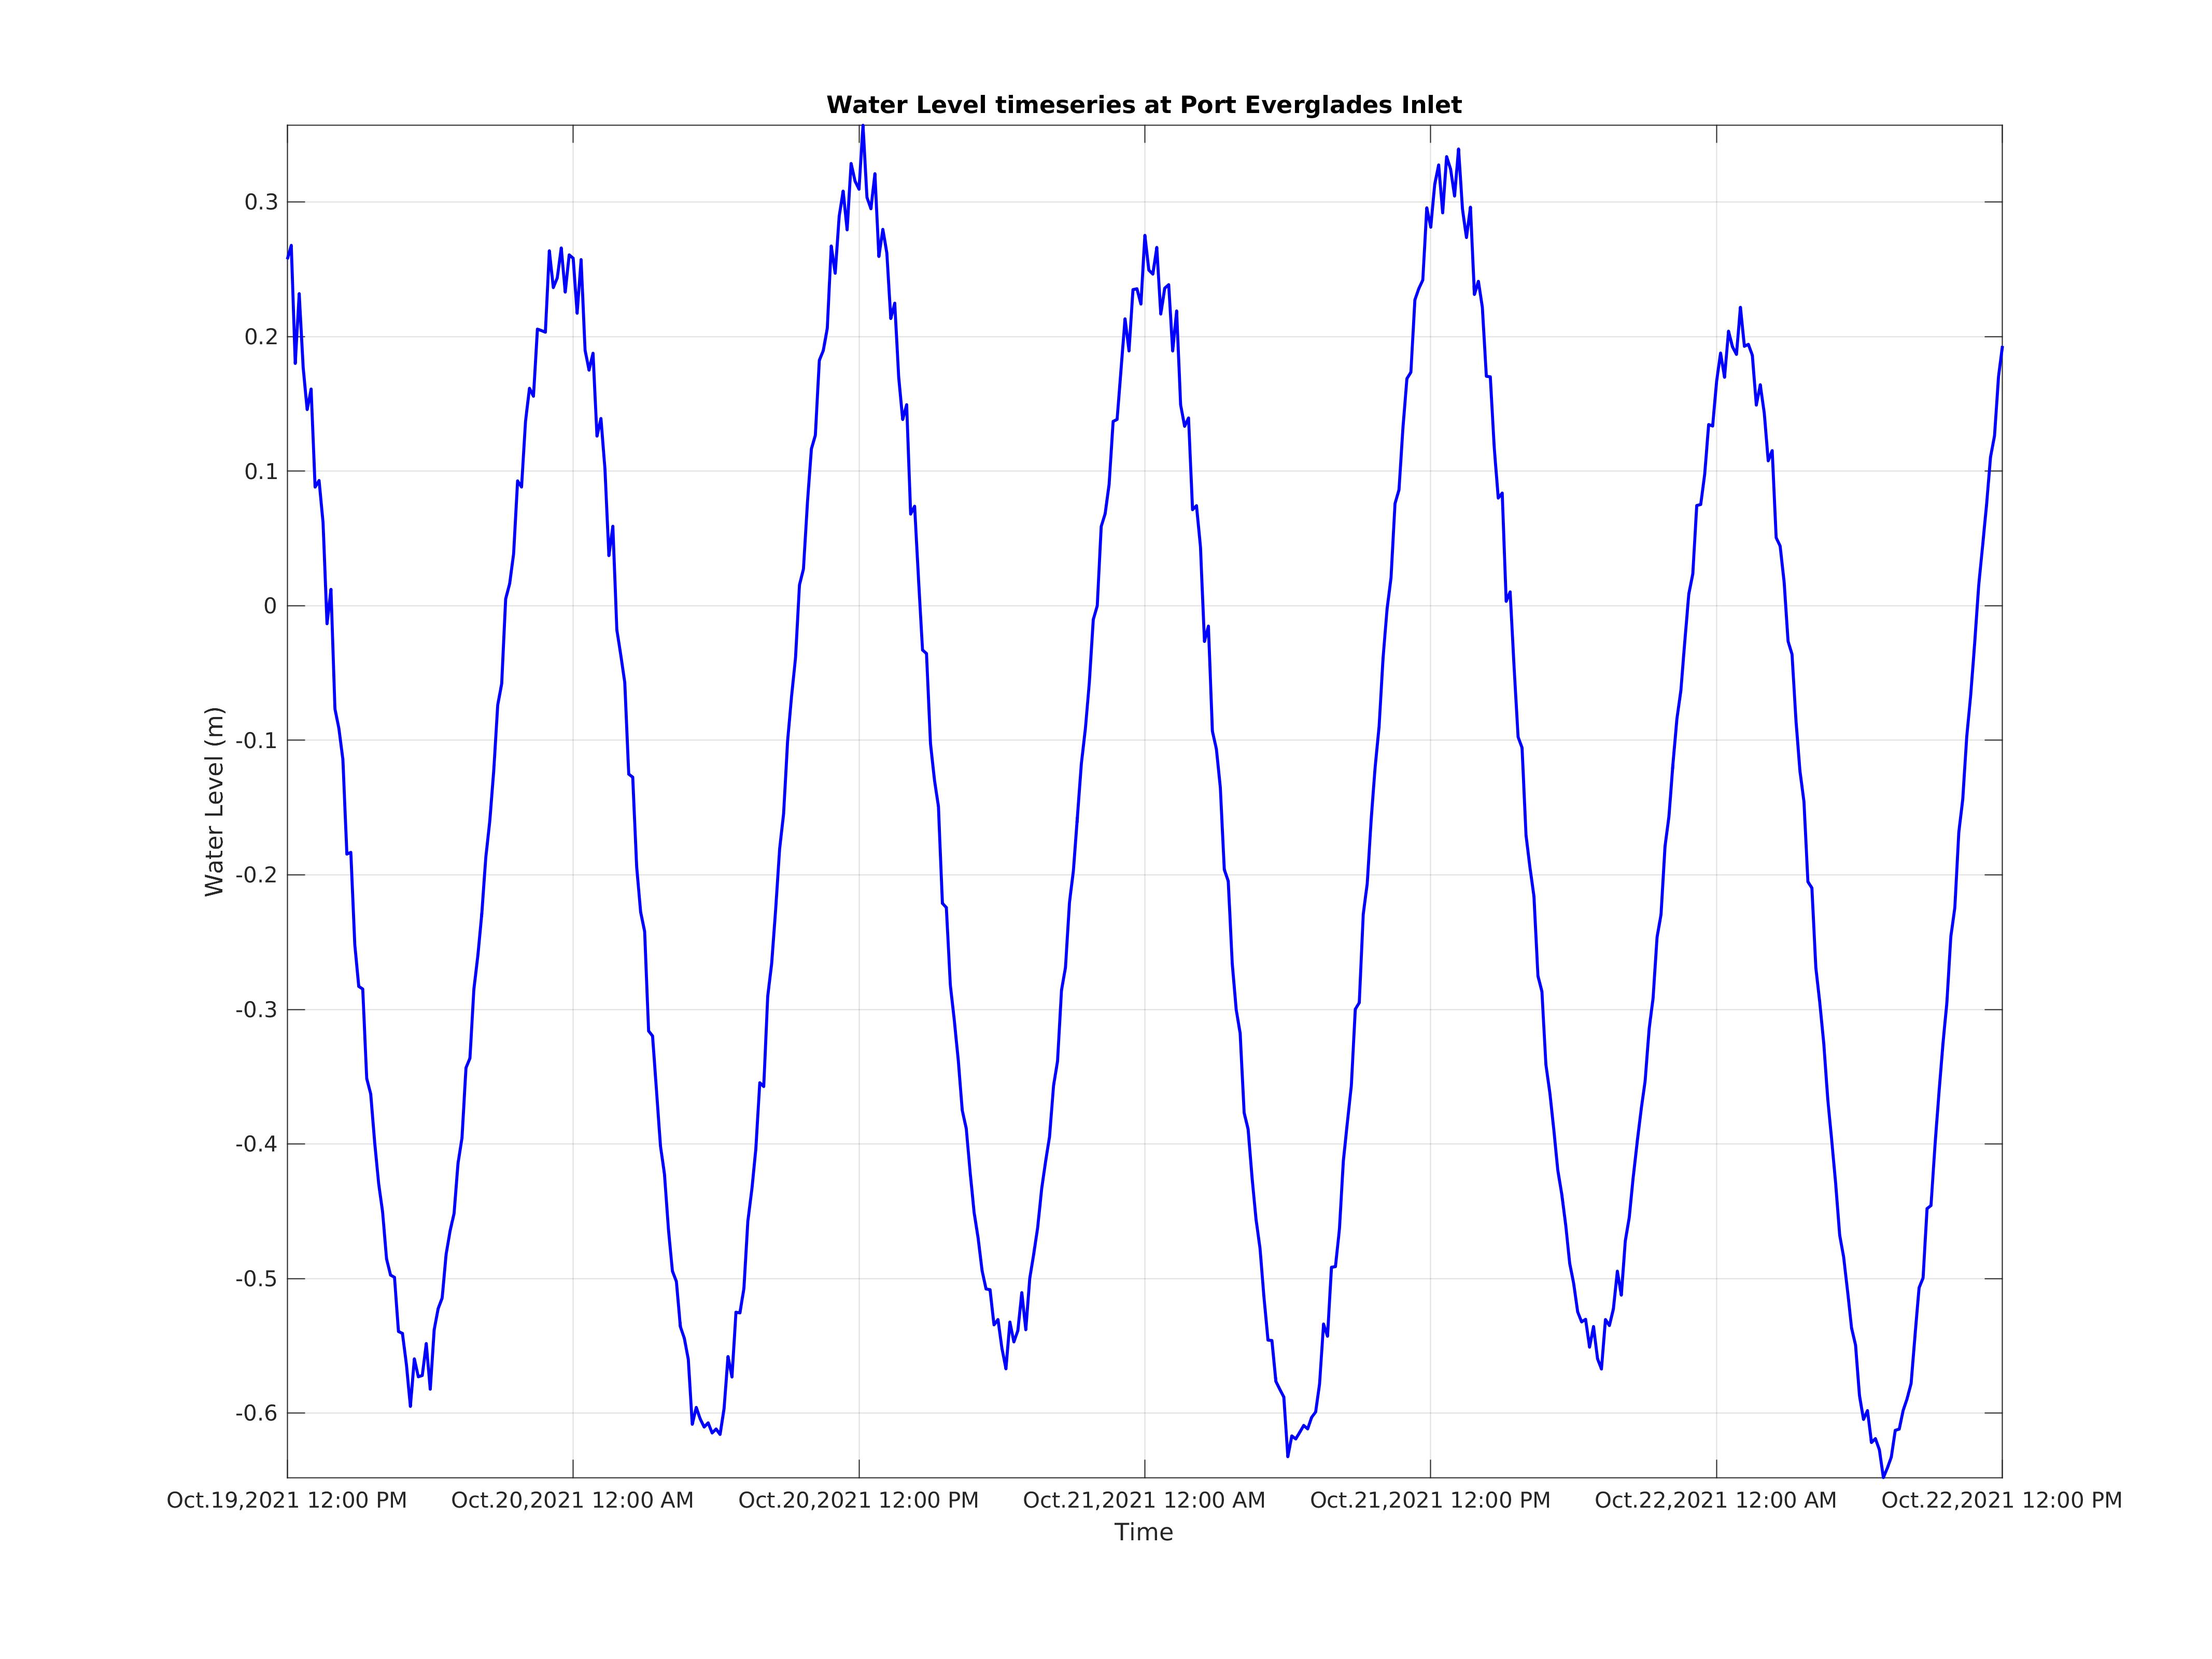 Water Level timeseries at Port Everglades Inlet
0.3
0.2
0.1
0
-0.1
-0.2
-0.3
-0.4
-0.5
-0.6
Water Level (m)
Oct.19,2021 12:00 PM
Oct.20,2021 12:00 AM
Oct.20,2021 12:00 PM
Oct.21,2021 12:00 AM
Oct.21,2021 12:00 PM
Oct.22,2021 12:00 AM
Oct.22,2021 12:00 PM
Time